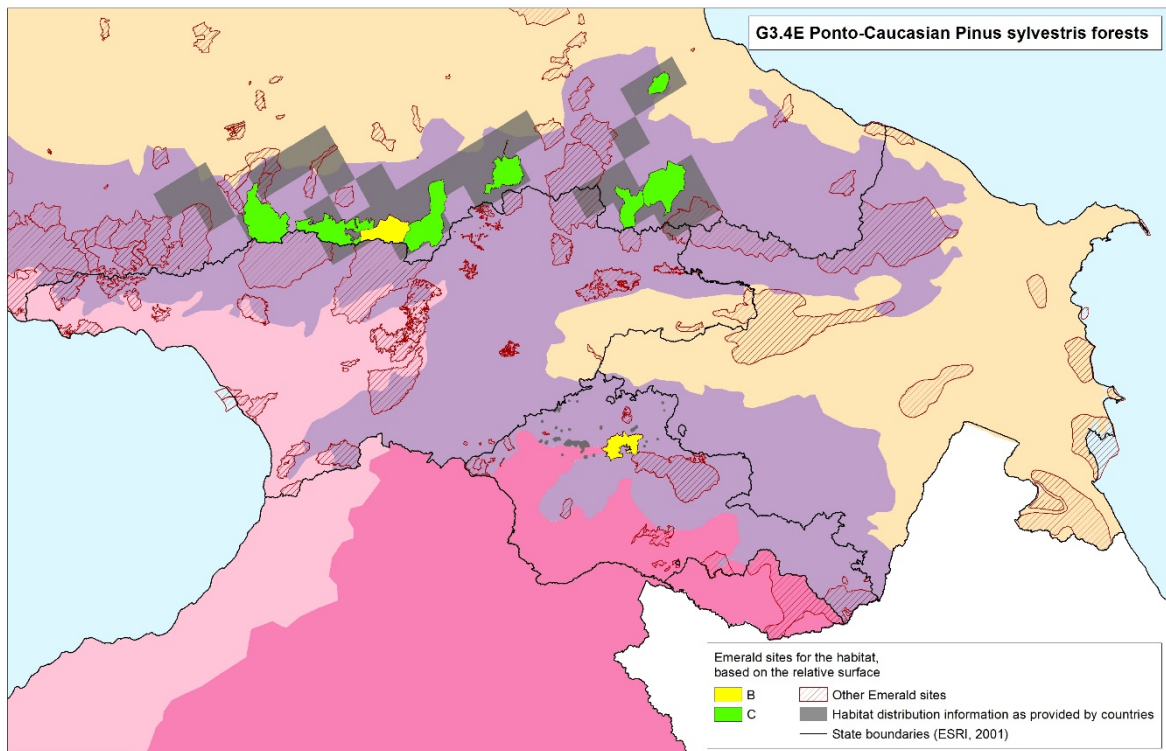 G3.4E Ponto-Caucasian Pinus sylvestris forests
Emerald sites for the habitat,
based on the relative surface
B
Other Emerald sites
C
Habitat distribution information as provided by countries
State boundaries (ESRI, 2001)